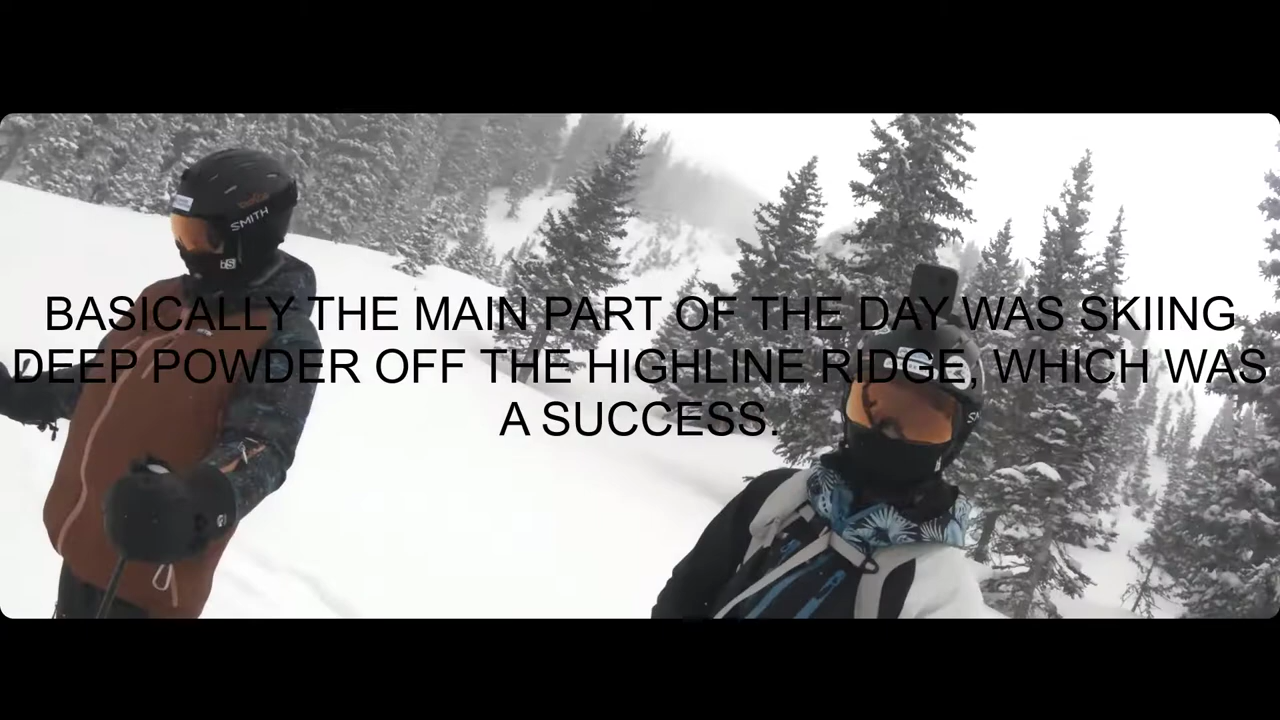 SMITH
bS
BASICALLY THE MAIN PART OF THE DAY WAS SKIING
DEEP POWDER OFF THE HIGHLINE RIDGE, WHICH WAS
A SUCCESS.